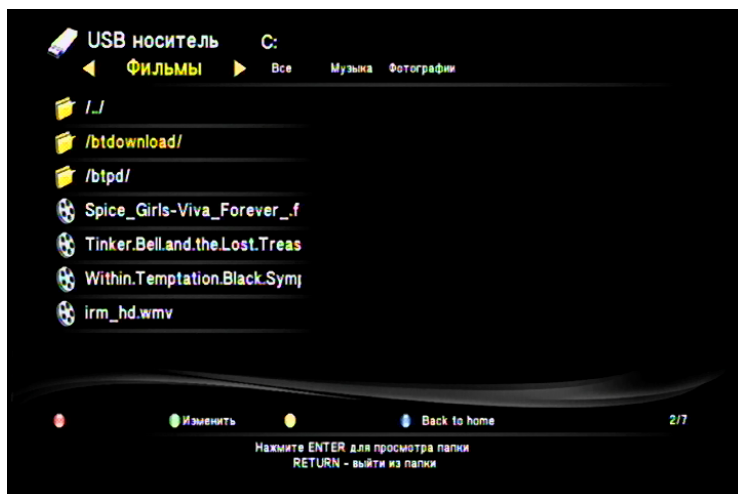 USB носитель C:
Фильмы Все Музыка Фотографии
/../
/btdownload/
/btpd/
Spice_Girls-Viva_Forever_.f
Tinker.Bell.and.the.Lost.Treas
Within.Temptation.Black.Symp
irm_hd.wmv
Изменить Back to home 2/7
Нажмите ENTER для просмотра папки
RETURN - выйти из папки